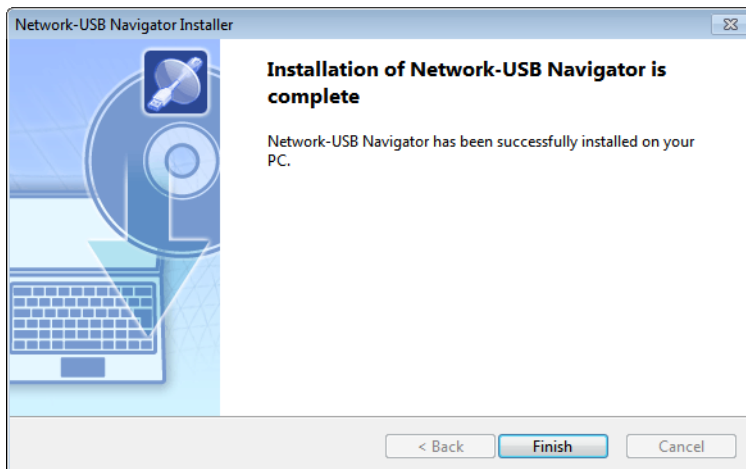 Network-USB Navigator Installer
Installation of Network-USB Navigator is
complete
Network-USB Navigator has been successfully installed on your
PC.
< Back
Finish
Cancel